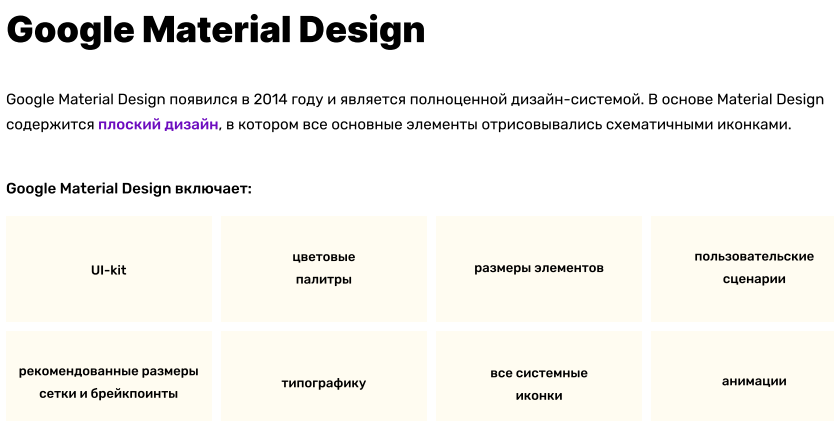 Google Material Design
Google Material Design появился в 2014 году и является полноценной дизайн-системой. В основе Material Design
содержится плоский дизайн, в котором все основные элементы отрисовывались схематичными иконками.
Google Material Design включает:
UI-kit
цветовые
палитры
размеры элементов
пользовательские
сценарии
рекомендованные размеры
сетки и брейкпоинты
типографику
все системные
иконки
анимации